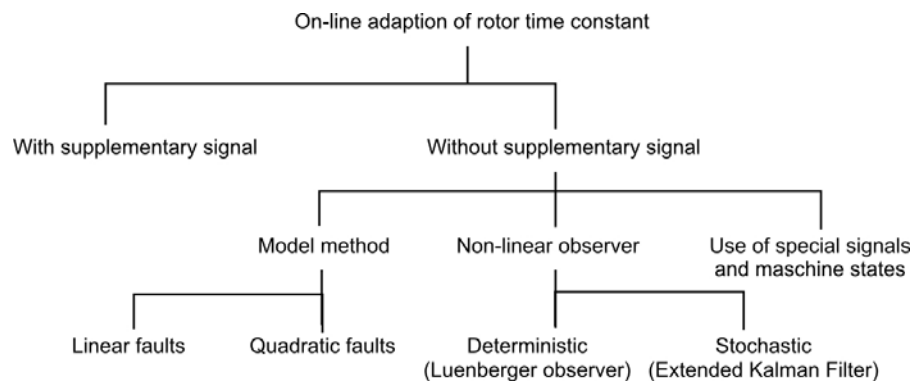 On-line adaption of rotor time constant
With supplementary signal
Without supplementary signal
Model method
Non-linear observer
Use of special signals
and maschine states
Linear faults
Quadratic faults
Deterministic
(Luenberger observer)
Stochastic
(Extended Kalman Filter)